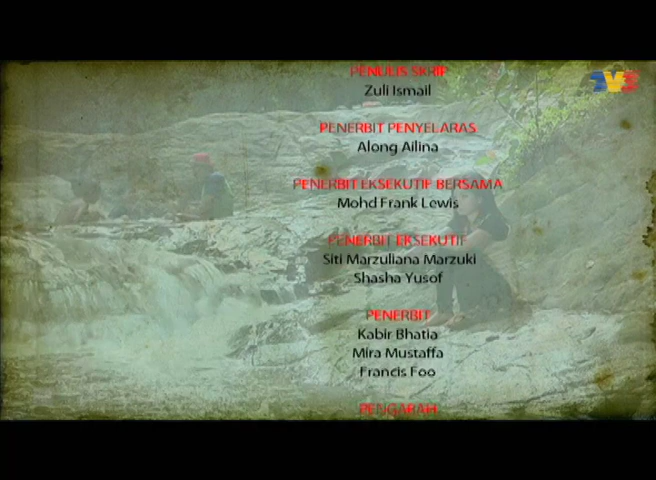 PENULIS SKRIP
Zuli Ismail
PENERBIT PENYELARAS
Along Ailina
PENERBIT EKSEKUTIF BERSAMA
Mohd Frank Lewis
PENERBIT EKSEKUTIF
Siti Marzuliana Marzuki
Shasha Yusof
PENERBIT
Kabir Bhatia
Mira Mustaffa
Francis Foo
PENGARAH
TV3